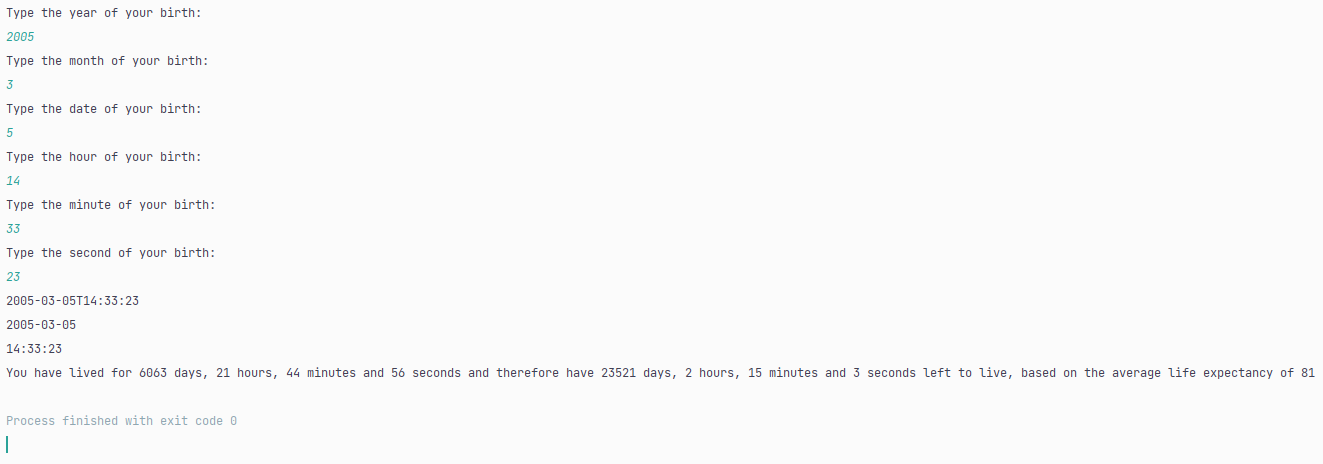 Type the year of your birth:
2005
Type the month of your birth:
3
Type the date of your birth:
5
Type the hour of your birth:
14
Type the minute of your birth:
33
Type the second of your birth:
23
2005-03-05T14:33:23
2005-03-05
14:33:23
You have lived for 6063 days, 21 hours, 44 minutes and 56 seconds and therefore have 23521 days, 2 hours, 15 minutes and 3 seconds left to live, based on the average life expectancy of 81
Process finished with exit code 0